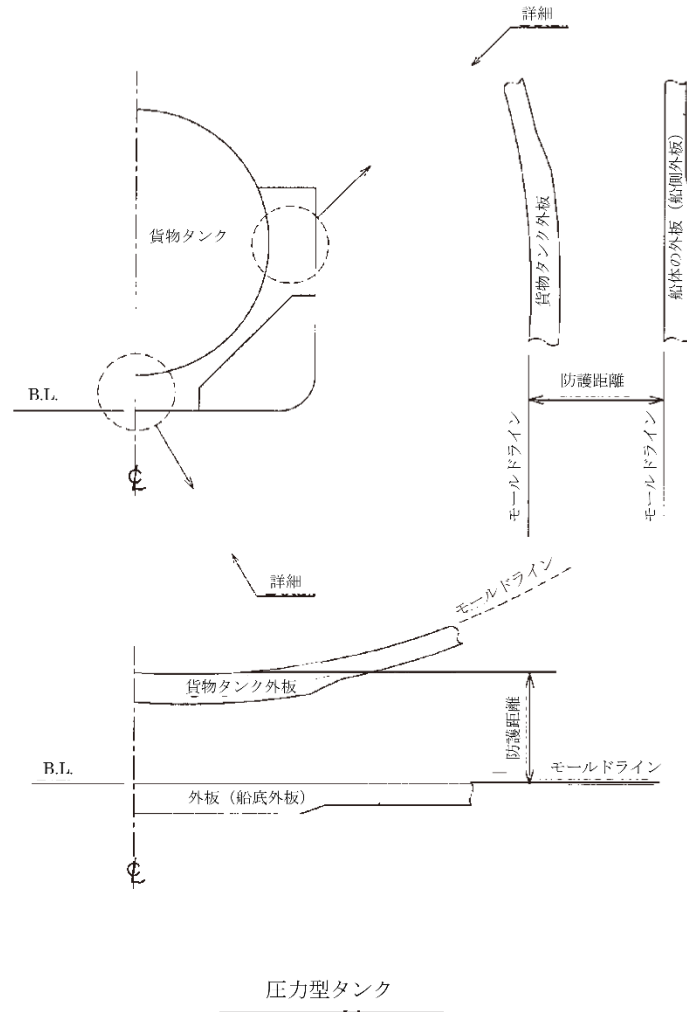 詳細
貨物タンク
貨物タンク外板
船体の外板（船側外板）
B.L.
防護距離
モールドライン
モールドライン
℄
詳細
モールドライン
貨物タンク外板
防護距離
B.L.
モールドライン
外板（船底外板）
℄
圧力型タンク